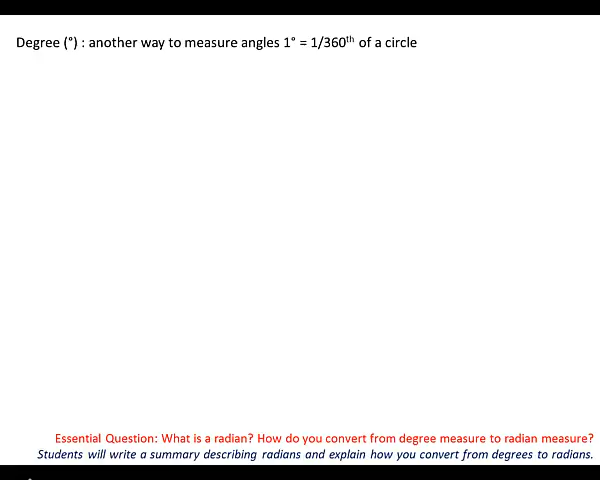 Degree (°) : another way to measure angles 1° = 1/360th of a circle
Essential Question: What is a radian? How do you convert from degree measure to radian measure?
Students will write a summary describing radians and explain how you convert from degrees to radians.